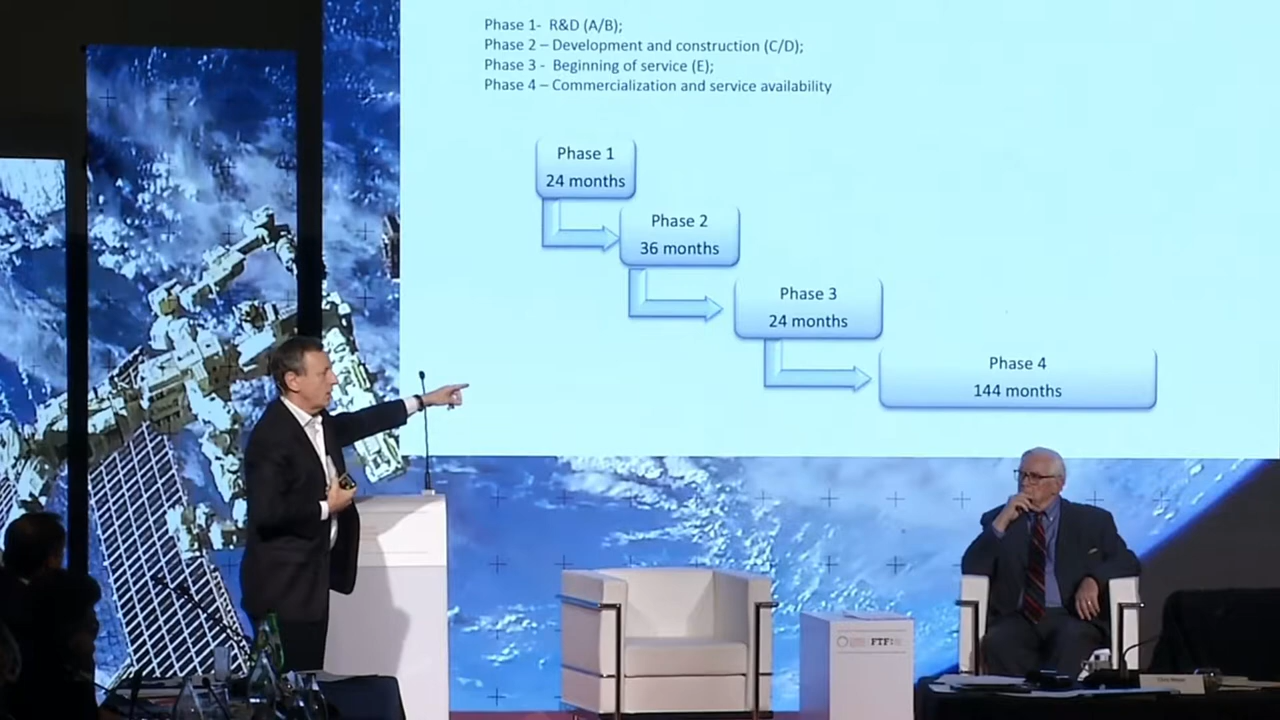 Phase 1- R&D (A/B);
Phase 2 – Development and construction (C/D);
Phase 3 - Beginning of service (E);
Phase 4 – Commercialization and service availability
Phase 1
24 months
Phase 2
36 months
Phase 3
24 months
Phase 4
144 months
FTF: